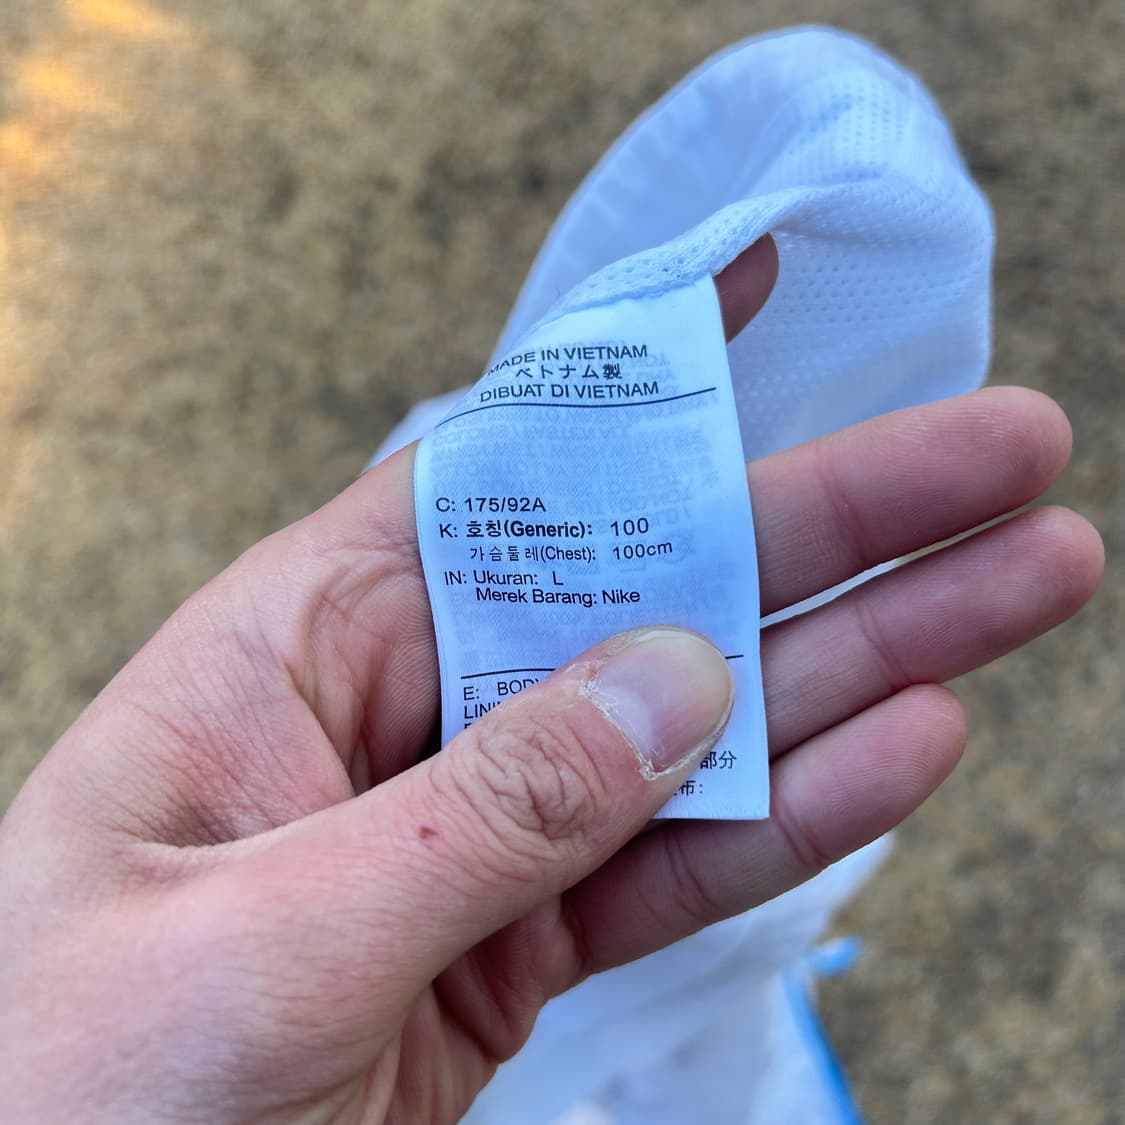 MADE IN VIETNAM
ベトナム製
DIBUAT DI VIETNAM
C: 175/92A
K: 호칭(Generic): 100
가슴둘레(Chest): 100cm
IN: Ukuran: L
Merek Barang: Nike
E: BODY
部分
布: